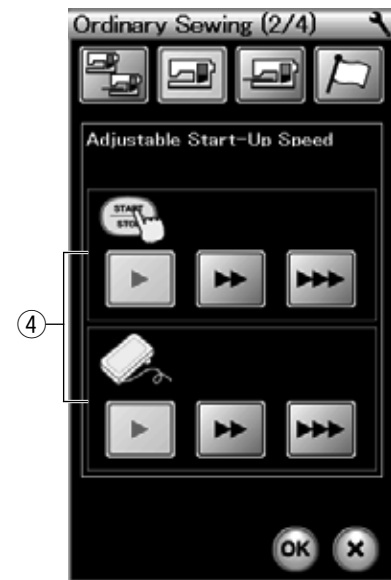 Ordinary Sewing (2/4)
Adjustable Start-Up Speed
START
STOP
④
OK